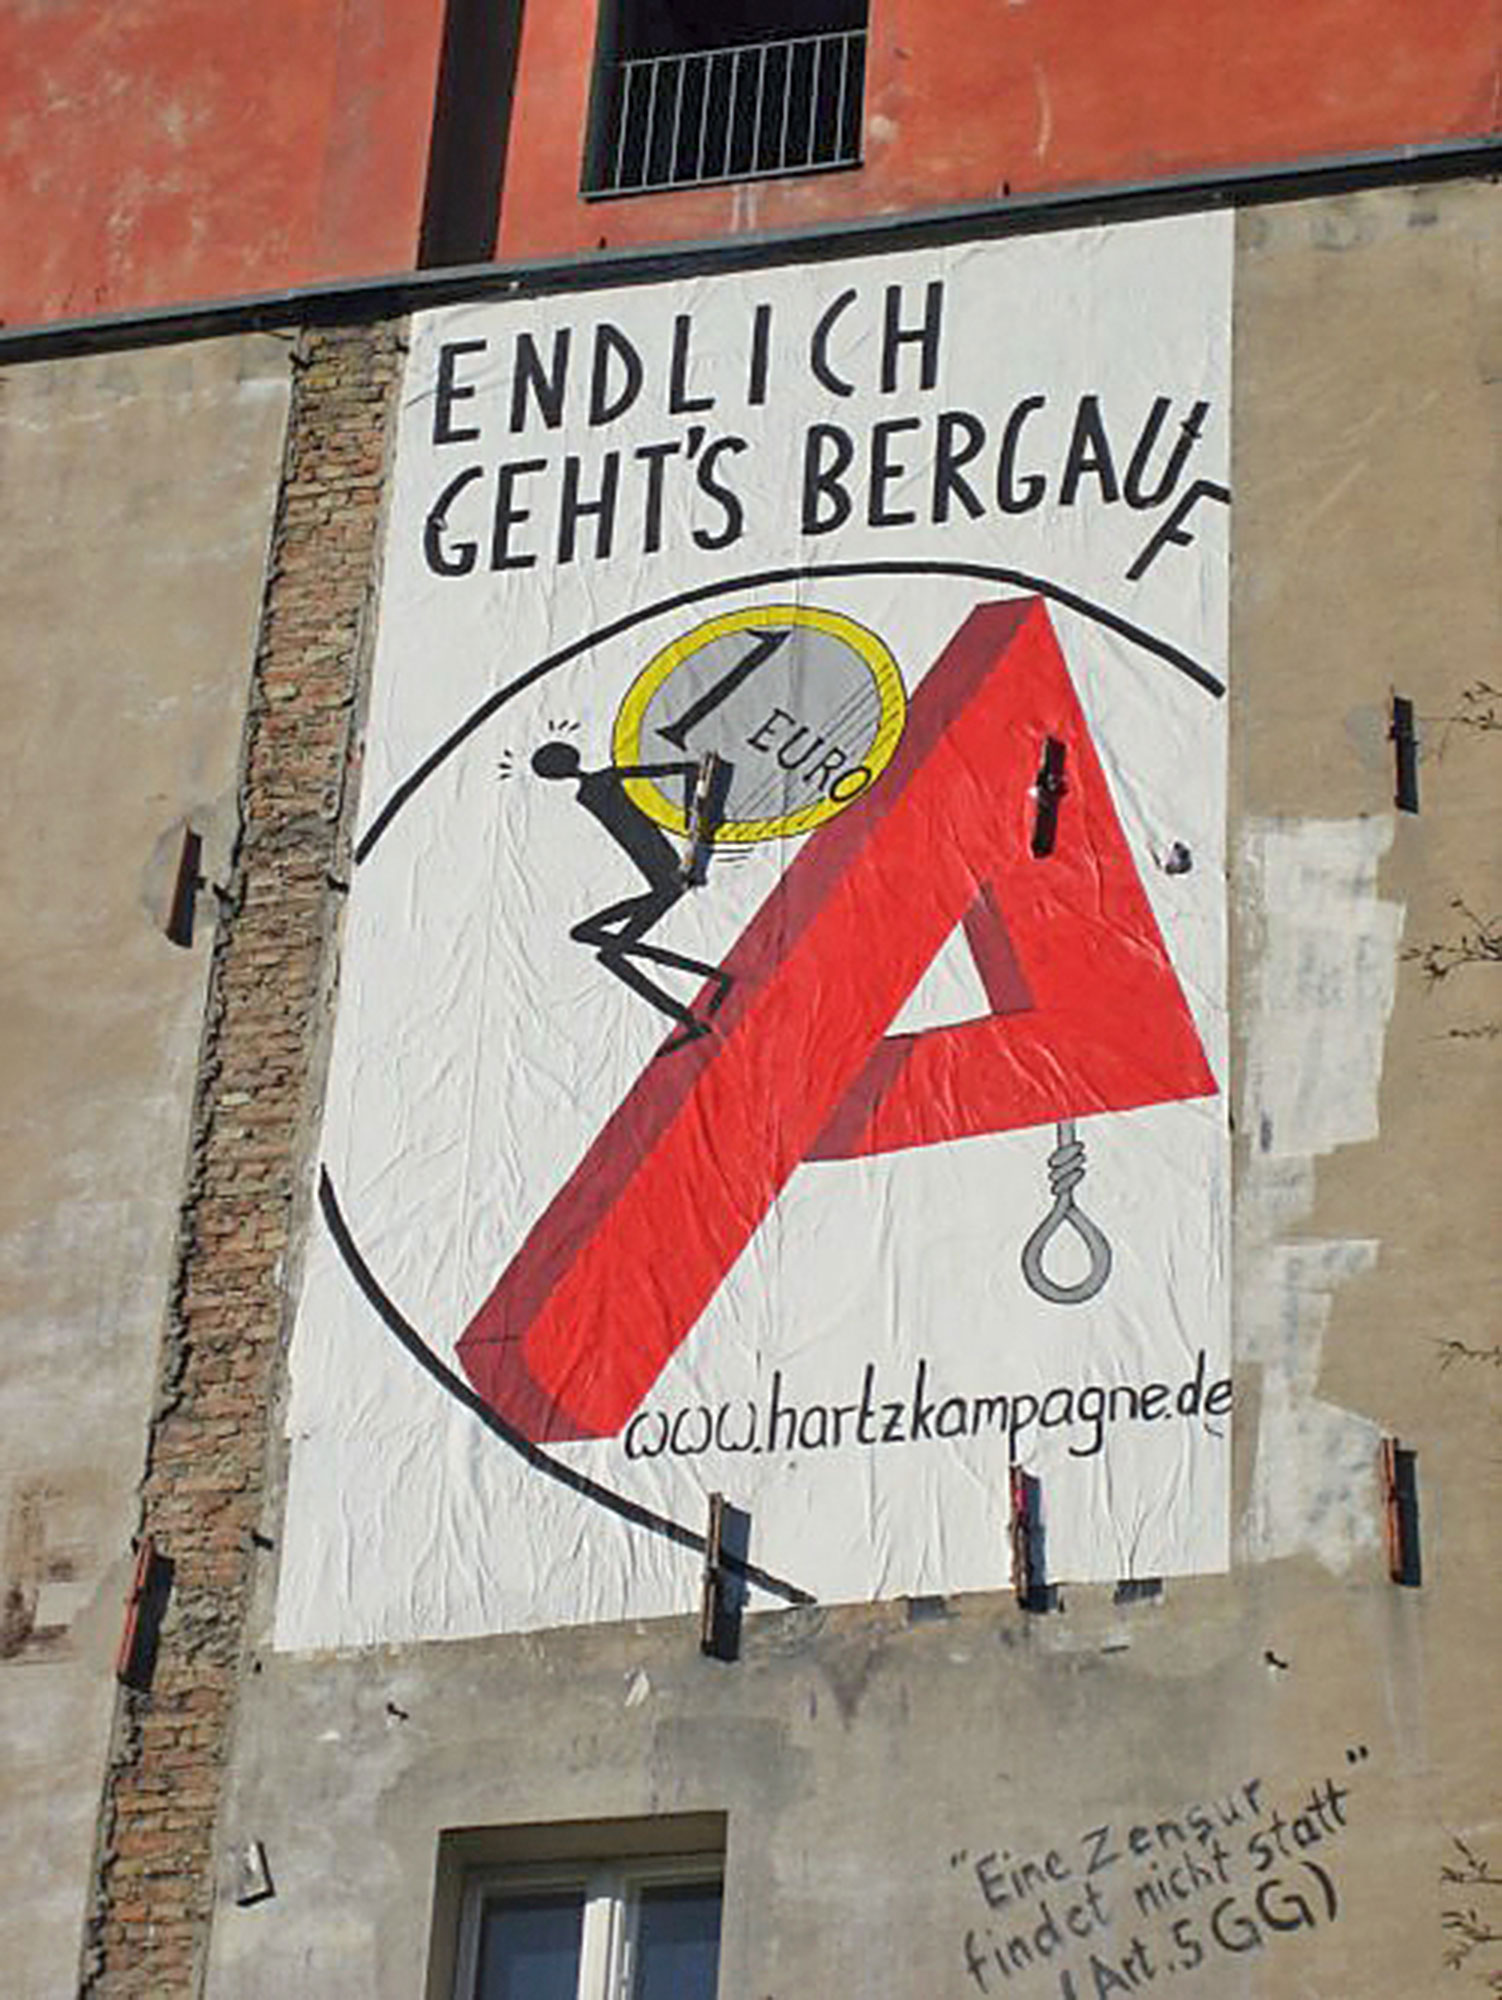 ENDLICH
GEHT'S BERGAUF
1
EURO
www.hartzkampagne.de
"Eine Zensur
findet nicht statt"
(Art. 5 GG)